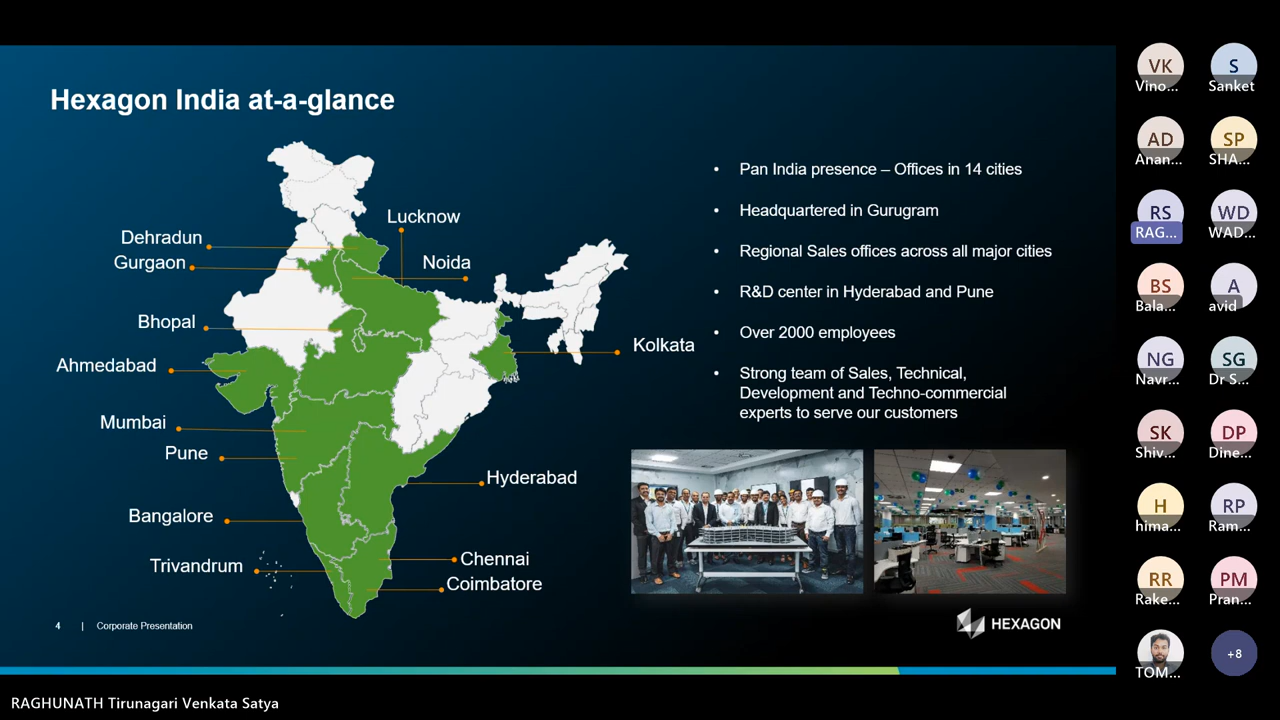 Hexagon India at-a-glance
Lucknow
Dehradun
Gurgaon
Noida
Bhopal
Kolkata
Ahmedabad
Mumbai
Pune
Hyderabad
Bangalore
Chennai
Trivandrum
Coimbatore
• Pan India presence – Offices in 14 cities
• Headquartered in Gurugram
• Regional Sales offices across all major cities
• R&D center in Hyderabad and Pune
• Over 2000 employees
• Strong team of Sales, Technical,
Development and Techno-commercial
experts to serve our customers
4 | Corporate Presentation
HEXAGON
VK
Vino...
S
Sanket
AD
Anan...
SP
SHA...
RS
RAG...
WD
WAD...
BS
Bala...
A
avid
NG
Navr...
SG
Dr S...
SK
Shiv...
DP
Dine...
H
hima...
RP
Ram...
RR
Rake...
PM
Pran...
TOM...
+8
RAGHUNATH Tirunagari Venkata Satya